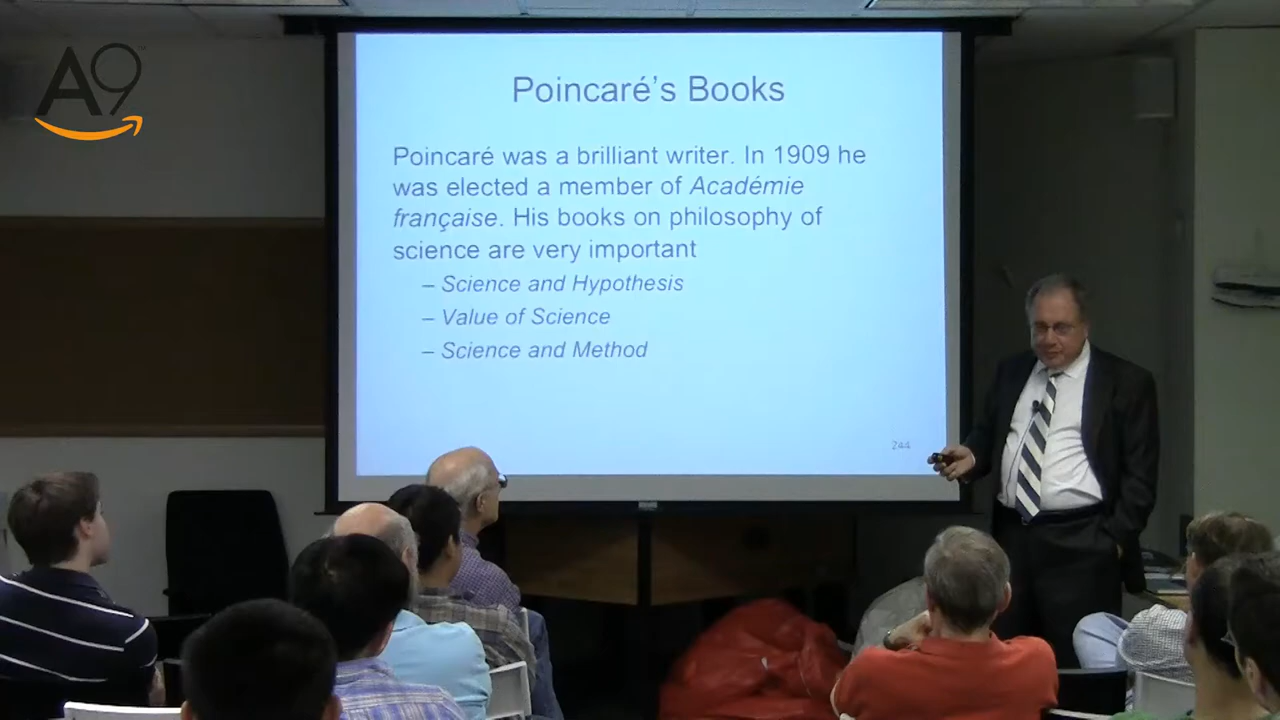 A9
Poincaré's Books
Poincaré was a brilliant writer. In 1909 he
was elected a member of Académie
française. His books on philosophy of
science are very important
– Science and Hypothesis
– Value of Science
– Science and Method
244